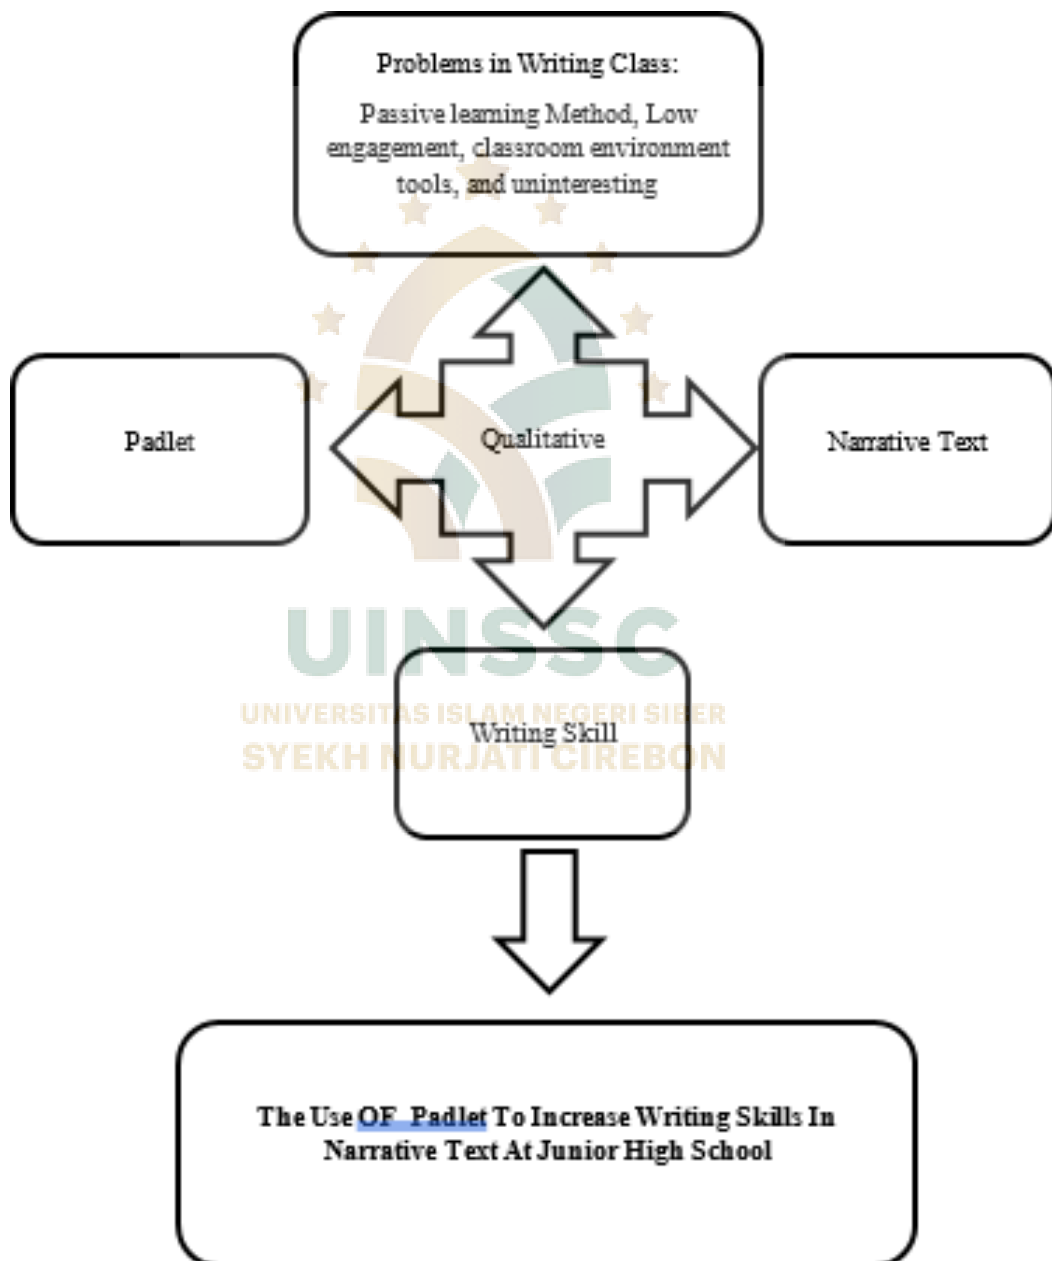 Problems in Writing Class:
Passive learning Method, Low
engagement, classroom environment
tools, and uninteresting
Padlet
Qualitative
Narrative Text
UINSSC
UNIVERSITAS ISLAM NEGERI SIBER
SYEKH NURJATI CIREBON
Writing Skill
The Use OF Padlet To Increase Writing Skills In
Narrative Text At Junior High School